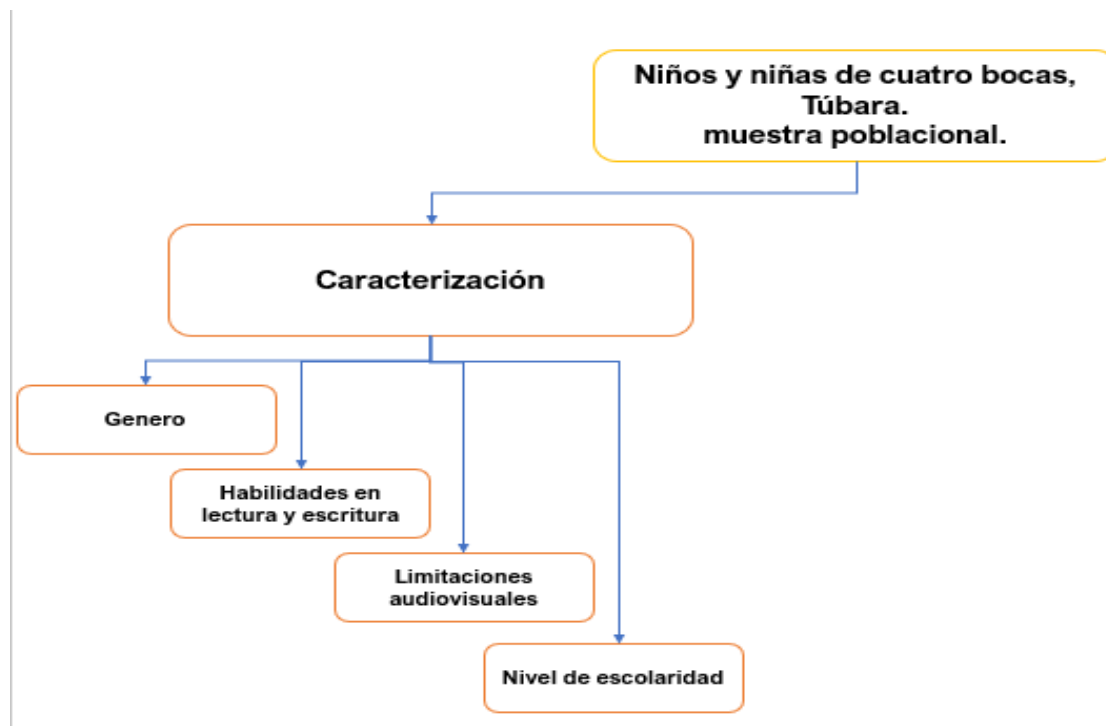 Niños y niñas de cuatro bocas,
Túbara.
muestra poblacional.
Caracterización
Genero
Habilidades en
lectura y escritura
Limitaciones
audiovisuales
Nivel de escolaridad